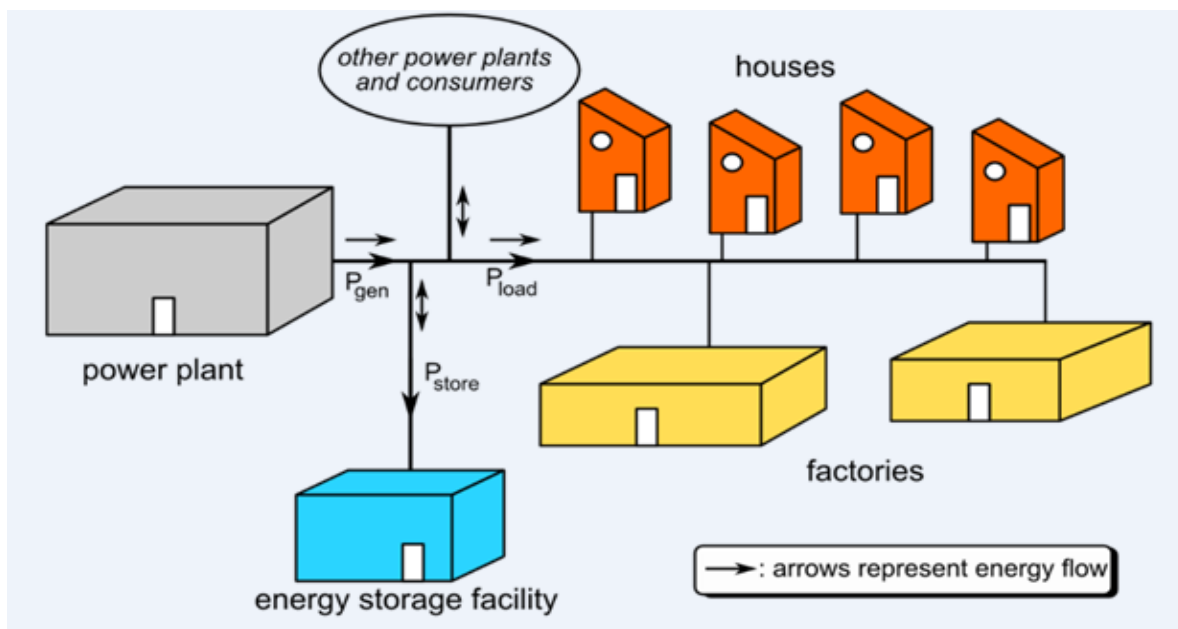 other power plants
and consumers
houses
P_gen
P_load
power plant
P_store
factories
energy storage facility
: arrows represent energy flow